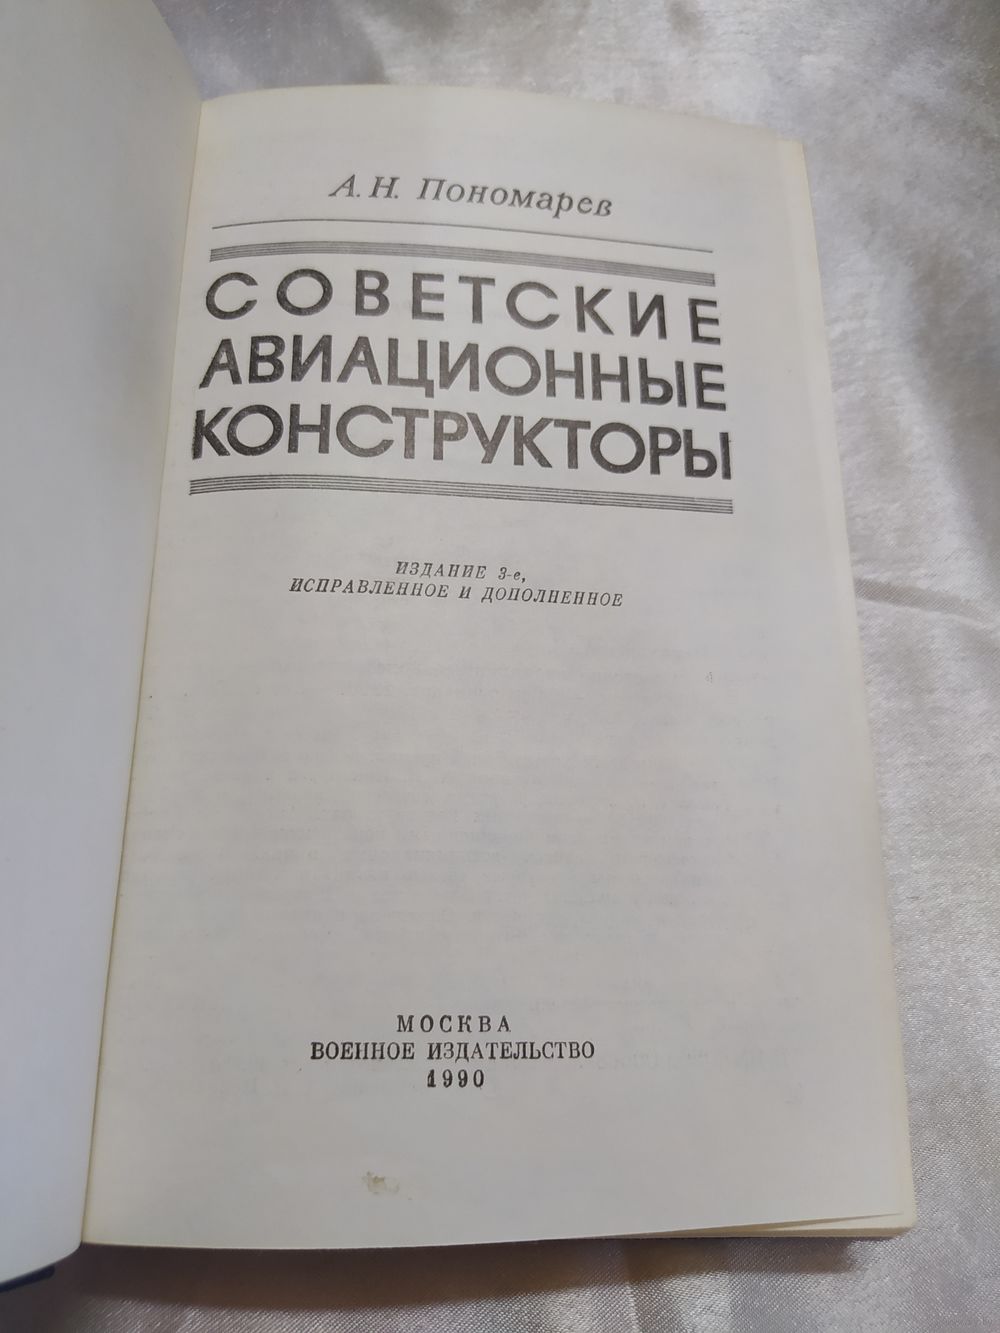 А. Н. Пономарев
СОВЕТСКИЕ
АВИАЦИОННЫЕ
КОНСТРУКТОРЫ
ИЗДАНИЕ 3-е,
ИСПРАВЛЕННОЕ И ДОПОЛНЕННОЕ
МОСКВА
ВОЕННОЕ ИЗДАТЕЛЬСТВО
1990